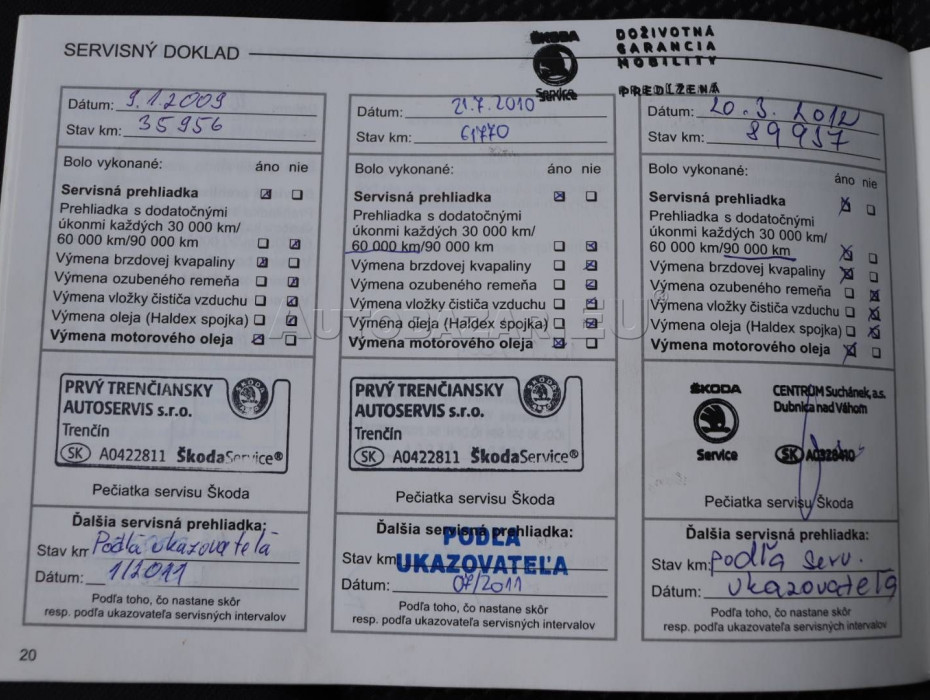 SERVISNÝ DOKLAD
ŠKODA
Service
DOŽIVOTNÁ
GARANCIA
MOBILITY
PREDĹŽENÁ
Dátum: 9.1.2009
Stav km: 35956
Bolo vykonané: áno nie
Servisná prehliadka
Prehliadka s dodatočnými
úkonmi každých 30 000 km/
60 000 km/90 000 km
Výmena brzdovej kvapaliny
Výmena ozubeného remeňa
Výmena vložky čističa vzduchu
Výmena oleja (Haldex spojka)
Výmena motorového oleja
PRVÝ TRENČIANSKY
AUTOSERVIS s.r.o.
Trenčín
SK A0422811 ŠkodaService®
Pečiatka servisu Škoda
Ďalšia servisná prehliadka:
Stav km Podľa ukazovateľa
Dátum: 1/2011
Podľa toho, čo nastane skôr
resp. podľa ukazovateľa servisných intervalov
Dátum: 21.7.2010
Stav km: 61770
Bolo vykonané: áno nie
Servisná prehliadka
Prehliadka s dodatočnými
úkonmi každých 30 000 km/
60 000 km/90 000 km
Výmena brzdovej kvapaliny
Výmena ozubeného remeňa
Výmena vložky čističa vzduchu
Výmena oleja (Haldex spojka)
Výmena motorového oleja
PRVÝ TRENČIANSKY
AUTOSERVIS s.r.o.
Trenčín
SK A0422811 ŠkodaService®
Pečiatka servisu Škoda
Ďalšia servisná prehliadka:
PODĽA
Stav km:
UKAZOVATEĽA
Dátum: 07/2011
Podľa toho, čo nastane skôr
resp. podľa ukazovateľa servisných intervalov
Dátum: 20.3.2012
Stav km: 89957
Bolo vykonané: áno nie
Servisná prehliadka
Prehliadka s dodatočnými
úkonmi každých 30 000 km/
60 000 km/90 000 km
Výmena brzdovej kvapaliny
Výmena ozubeného remeňa
Výmena vložky čističa vzduchu
Výmena oleja (Haldex spojka)
Výmena motorového oleja
ŠKODA
Service
CENTRUM Suchánek, a.s.
Dubnica nad Váhom
SK
Pečiatka servisu Škoda
Ďalšia servisná prehliadka:
Stav km: podľa serv.
Dátum: ukazovateľa
Podľa toho, čo nastane skôr
resp. podľa ukazovateľa servisných intervalov
20
AUTOBAZAR.EU